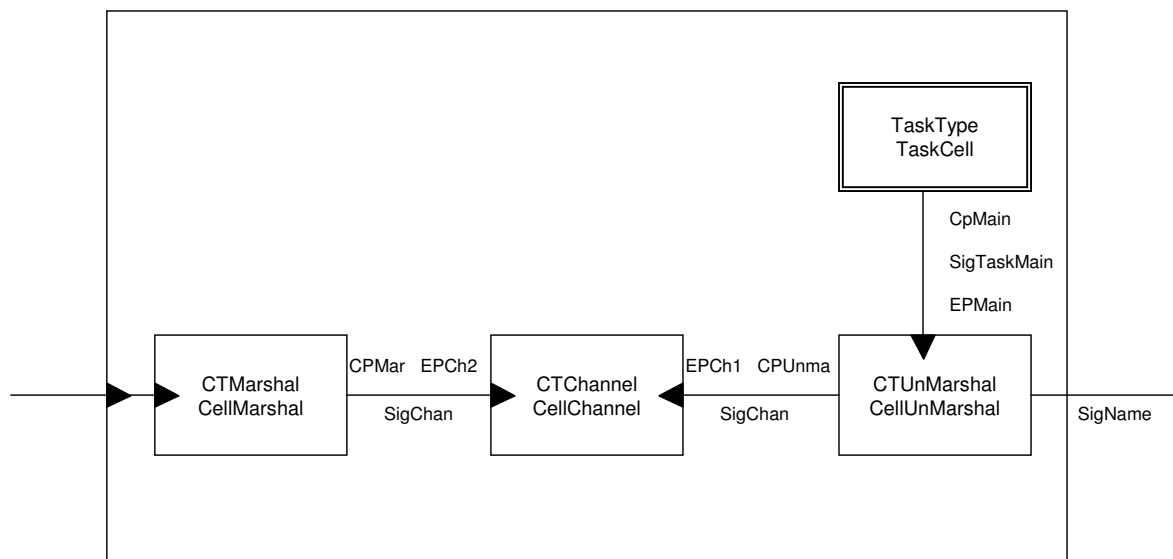 TaskType
TaskCell
CpMain
SigTaskMain
EPMain
CTMarshal
CellMarshal
CPMar EPCh2
SigChan
CTChannel
CellChannel
EPCh1 CPUnma
SigChan
CTUnMarshal
CellUnMarshal
SigName